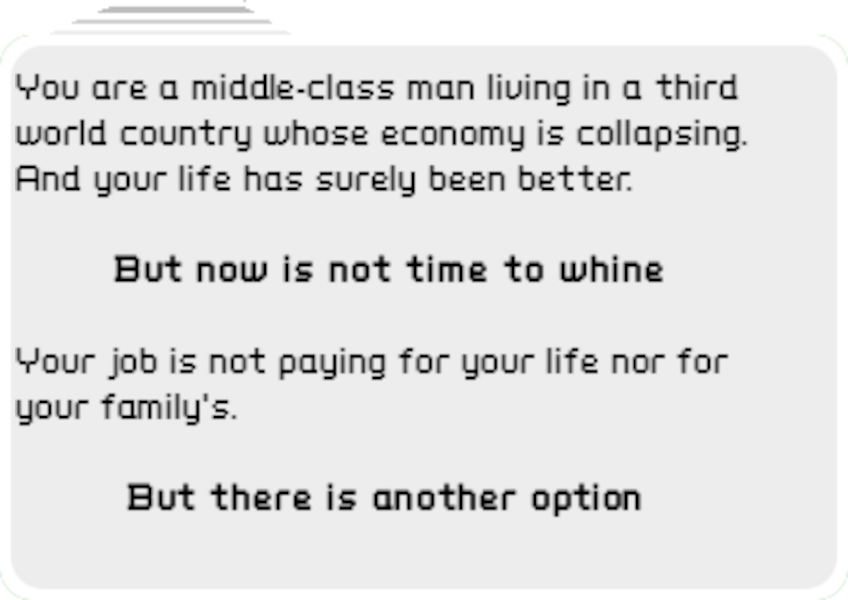 You are a middle-class man living in a third
world country whose economy is collapsing.
And your life has surely been better.
But now is not time to whine
Your job is not paying for your life nor for
your family's.
But there is another option